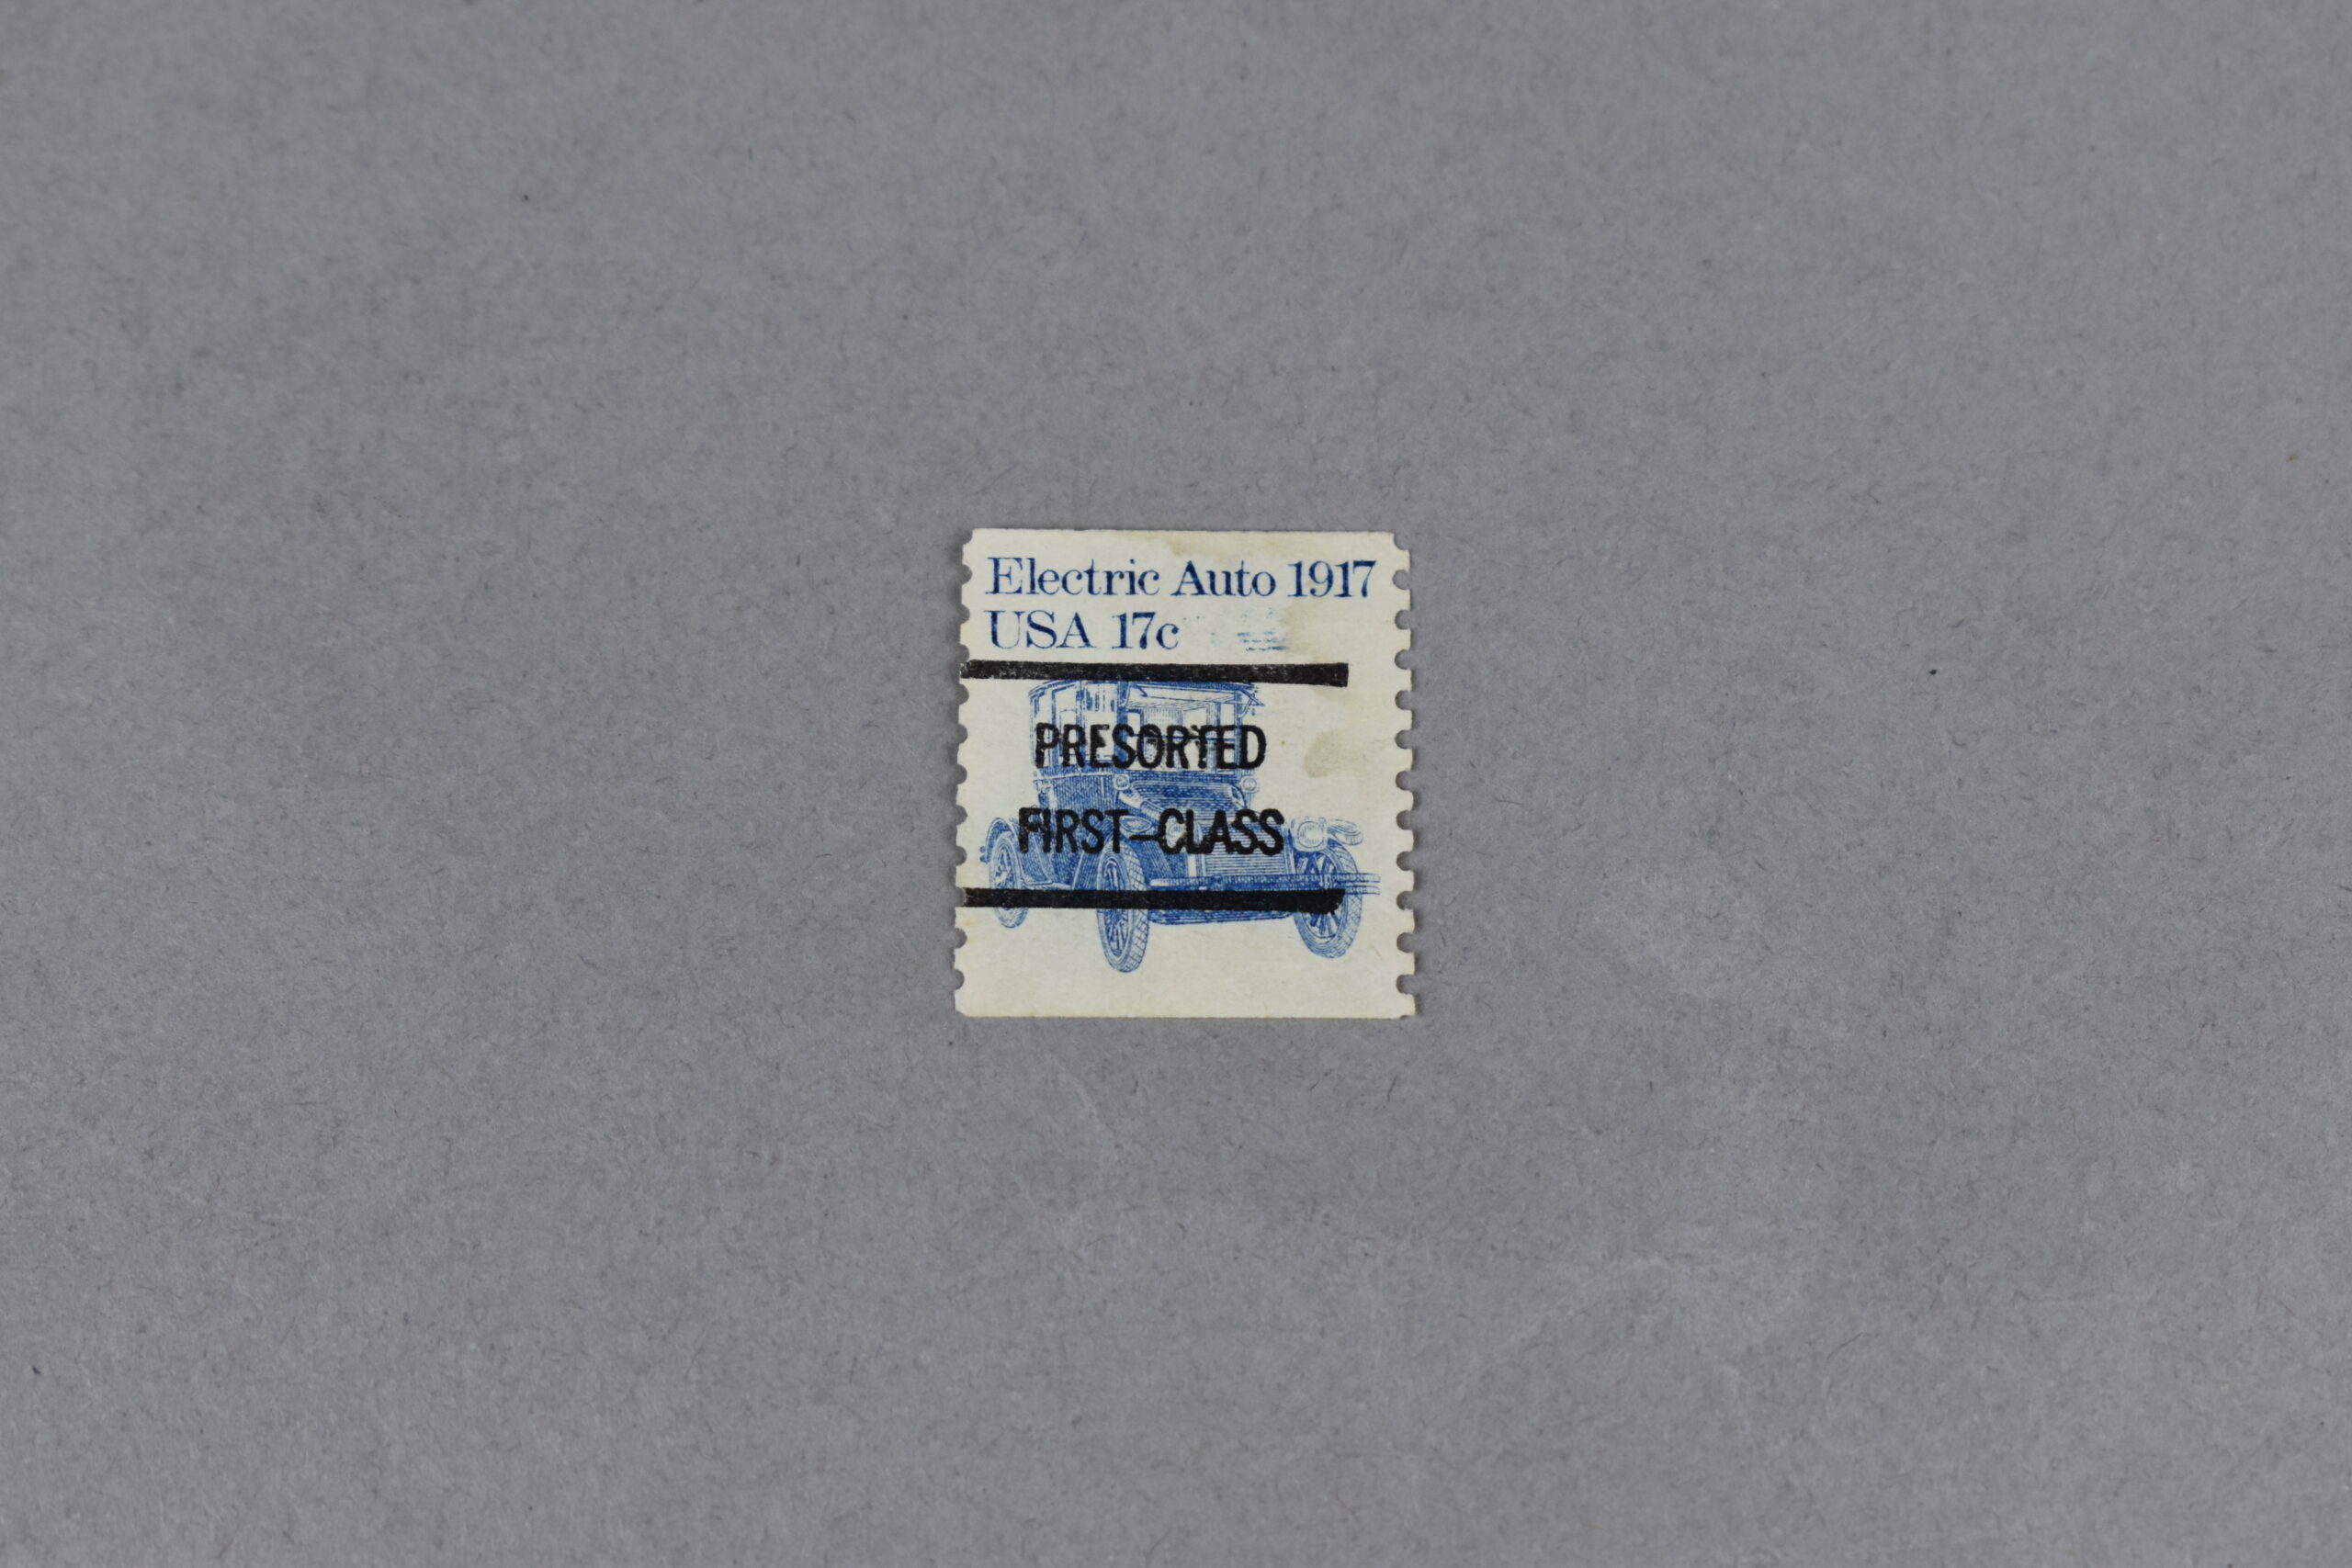 Electric Auto 1917
USA 17c
PRESORTED
FIRST-CLASS